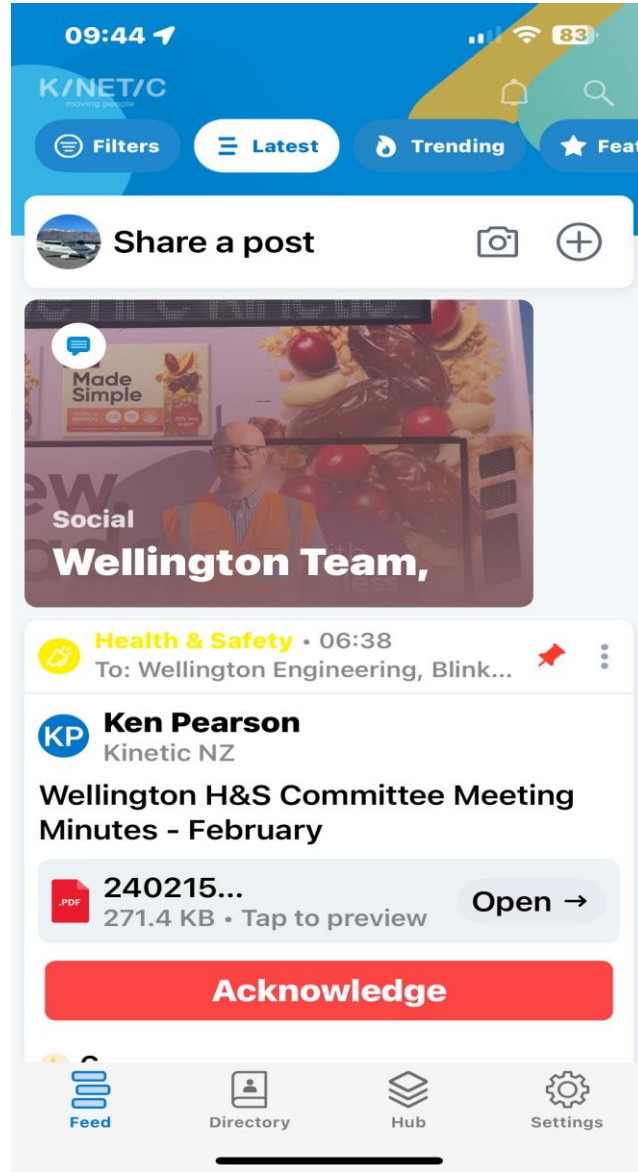 09:44
83
K/NET/C
moving people
Filters
Latest
Trending
Feat
Share a post
Made
Simple
Social
Wellington Team,
Health & Safety • 06:38
To: Wellington Engineering, Blink...
KP
Ken Pearson
Kinetic NZ
Wellington H&S Committee Meeting
Minutes - February
.PDF
240215...
271.4 KB • Tap to preview
Open →
Acknowledge
Feed
Directory
Hub
Settings